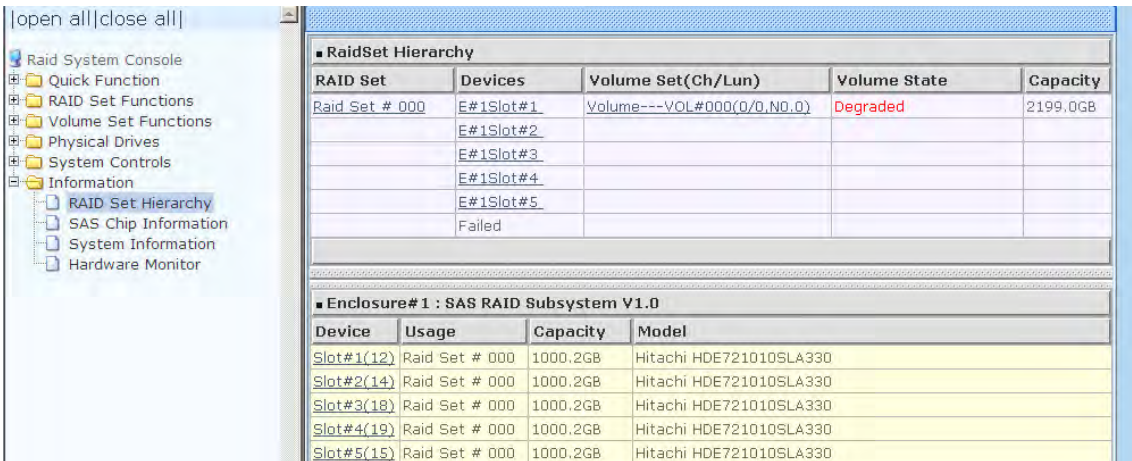 |open all|close all|
Raid System Console
Quick Function
RAID Set Functions
Volume Set Functions
Physical Drives
System Controls
Information
RAID Set Hierarchy
SAS Chip Information
System Information
Hardware Monitor
RaidSet Hierarchy
RAID Set Devices Volume Set(Ch/Lun) Volume State Capacity
Raid Set # 000 E#1Slot#1 Volume---VOL#000(0/0,N0.0) Degraded 2199.0GB
E#1Slot#2
E#1Slot#3
E#1Slot#4
E#1Slot#5
Failed
Enclosure#1 : SAS RAID Subsystem V1.0
Device Usage Capacity Model
Slot#1(12) Raid Set # 000 1000.2GB Hitachi HDE721010SLA330
Slot#2(14) Raid Set # 000 1000.2GB Hitachi HDE721010SLA330
Slot#3(18) Raid Set # 000 1000.2GB Hitachi HDE721010SLA330
Slot#4(19) Raid Set # 000 1000.2GB Hitachi HDE721010SLA330
Slot#5(15) Raid Set # 000 1000.2GB Hitachi HDE721010SLA330